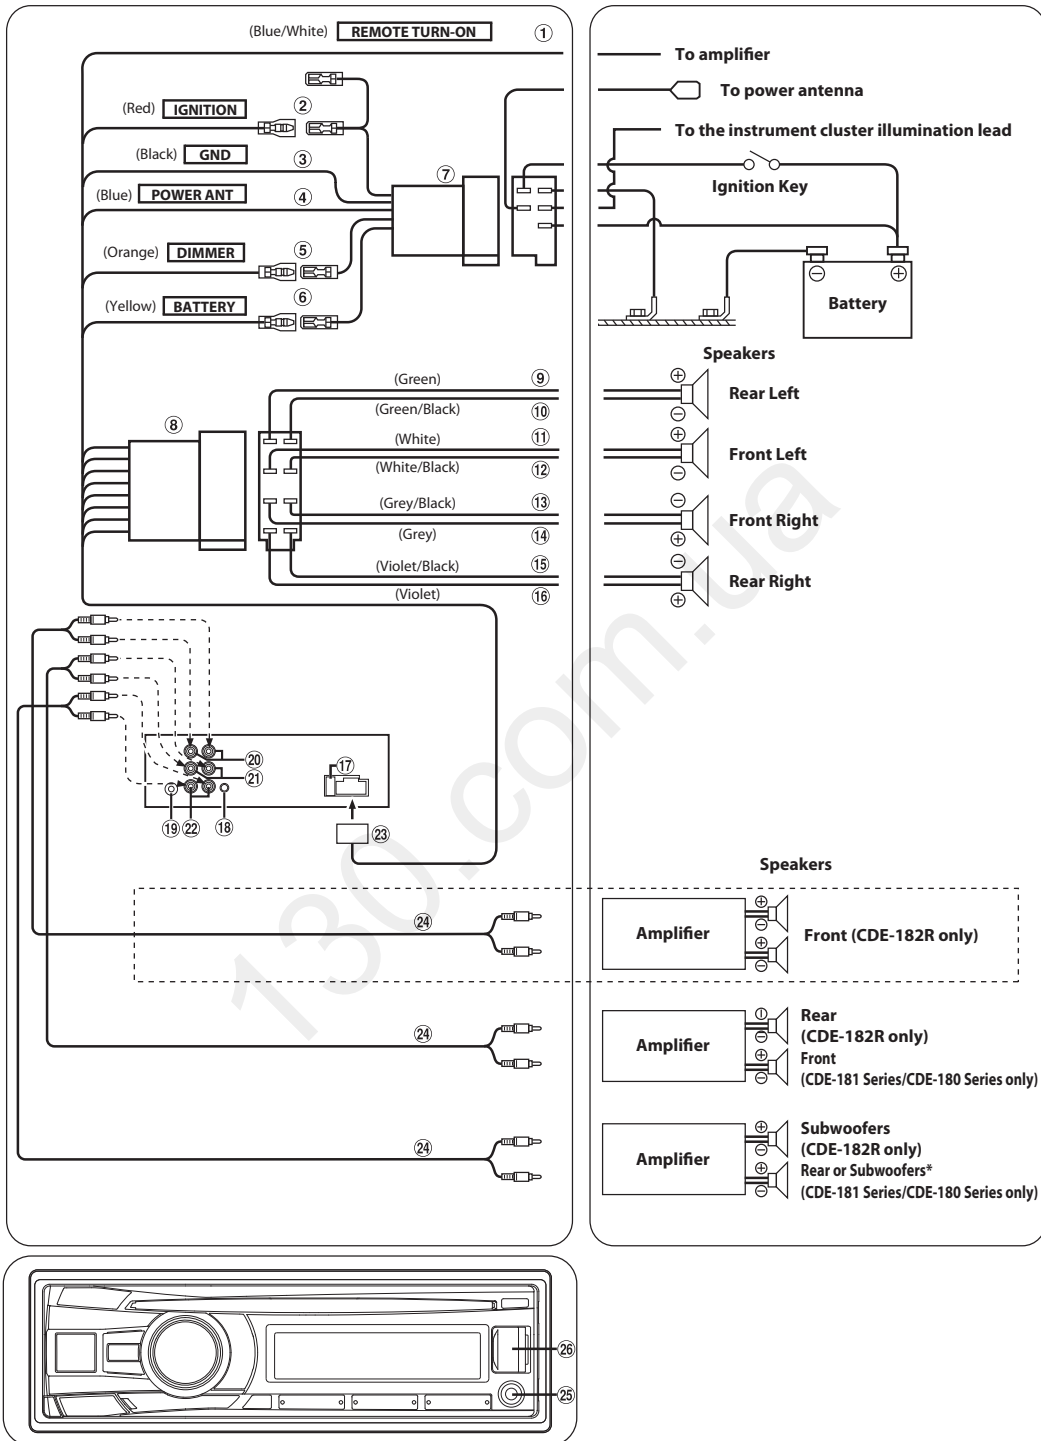 (Blue/White) REMOTE TURN-ON ①
To amplifier
To power antenna
(Red) IGNITION ②
To the instrument cluster illumination lead
(Black) GND ③
⑦
Ignition Key
(Blue) POWER ANT ④
(Orange) DIMMER ⑤
⊖ ⊕
(Yellow) BATTERY ⑥
Battery
Speakers
(Green) ⑨
⊕
Rear Left
(Green/Black) ⑩
⊖
⑧
(White) ⑪
⊕
Front Left
(White/Black) ⑫
⊖
(Grey/Black) ⑬
⊖
Front Right
(Grey) ⑭
⊕
(Violet/Black) ⑮
⊖
Rear Right
(Violet) ⑯
⊕
⑳
⑰
㉑
⑲ ㉒ ⑱
㉓
Speakers
㉔
Amplifier
⊕
⊖
⊕
⊖
Front (CDE-182R only)
㉔
Amplifier
⊖
⊕
⊖
Rear
(CDE-182R only)
Front
(CDE-181 Series/CDE-180 Series only)
㉔
Amplifier
⊕
⊖
⊕
⊖
Subwoofers
(CDE-182R only)
Rear or Subwoofers*
(CDE-181 Series/CDE-180 Series only)
㉖
㉕
130.com.ua